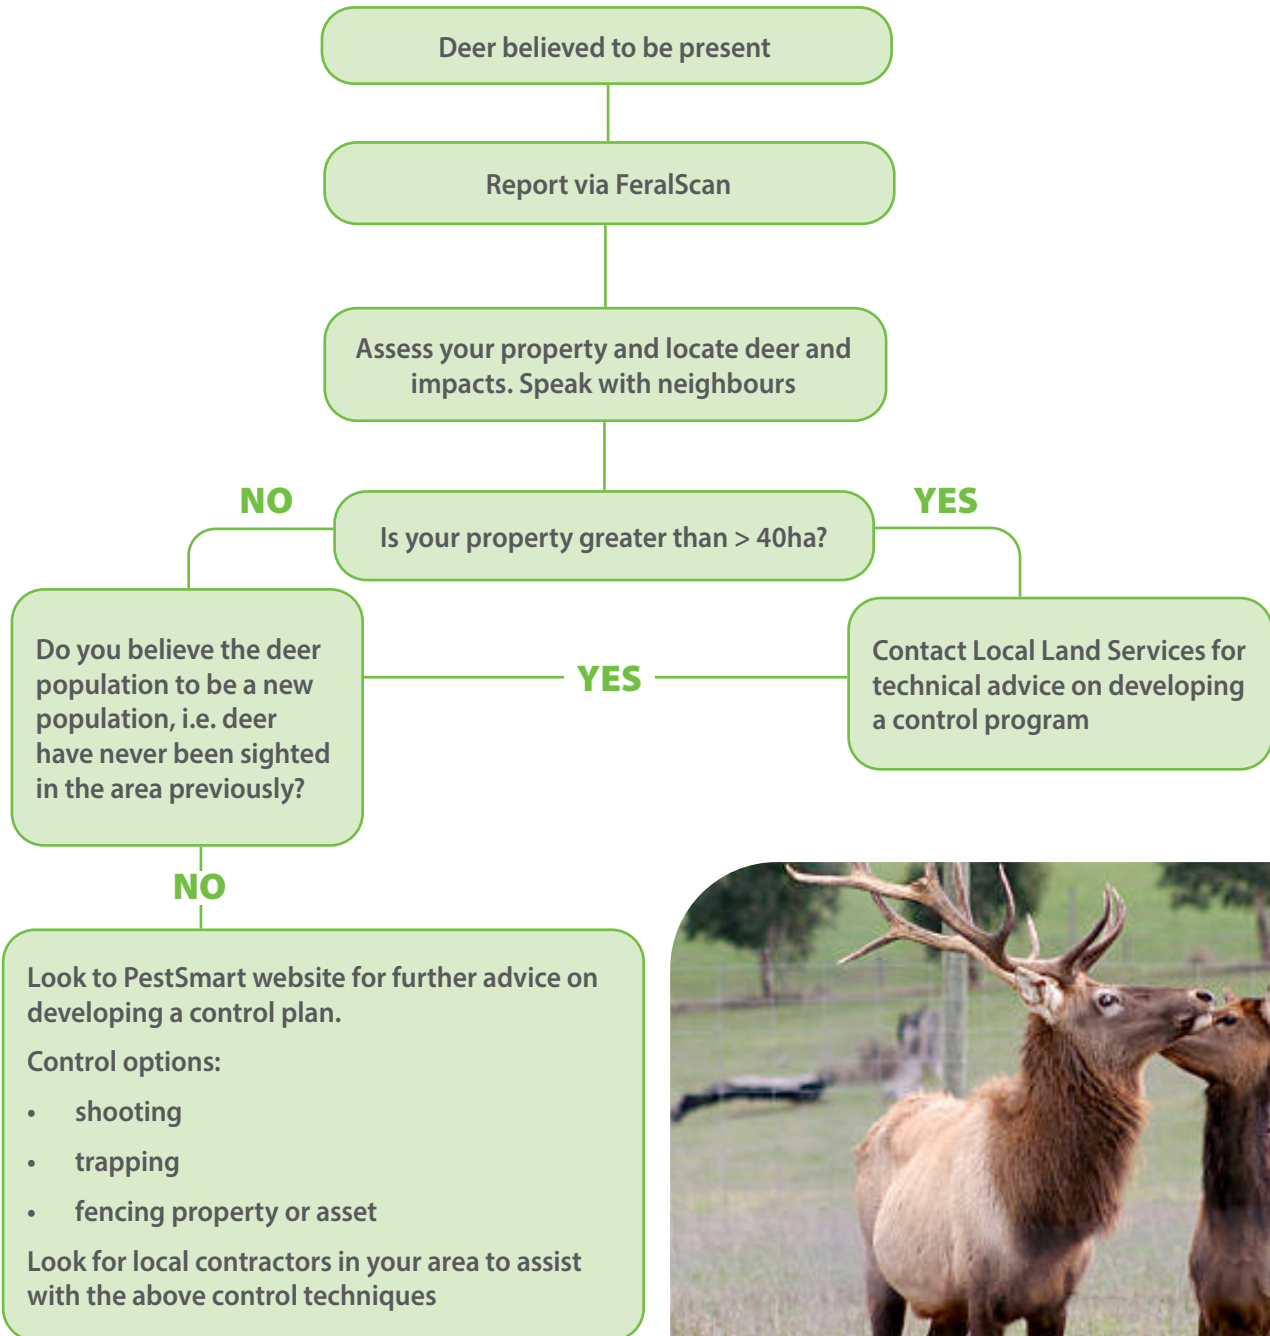 Deer believed to be present
Report via FeralScan
Assess your property and locate deer and
impacts. Speak with neighbours
NO
YES
Is your property greater than > 40ha?
Do you believe the deer
population to be a new
population, i.e. deer
have never been sighted
in the area previously?
YES
Contact Local Land Services for
technical advice on developing
a control program
NO
Look to PestSmart website for further advice on
developing a control plan.
Control options:
• shooting
• trapping
• fencing property or asset
Look for local contractors in your area to assist
with the above control techniques